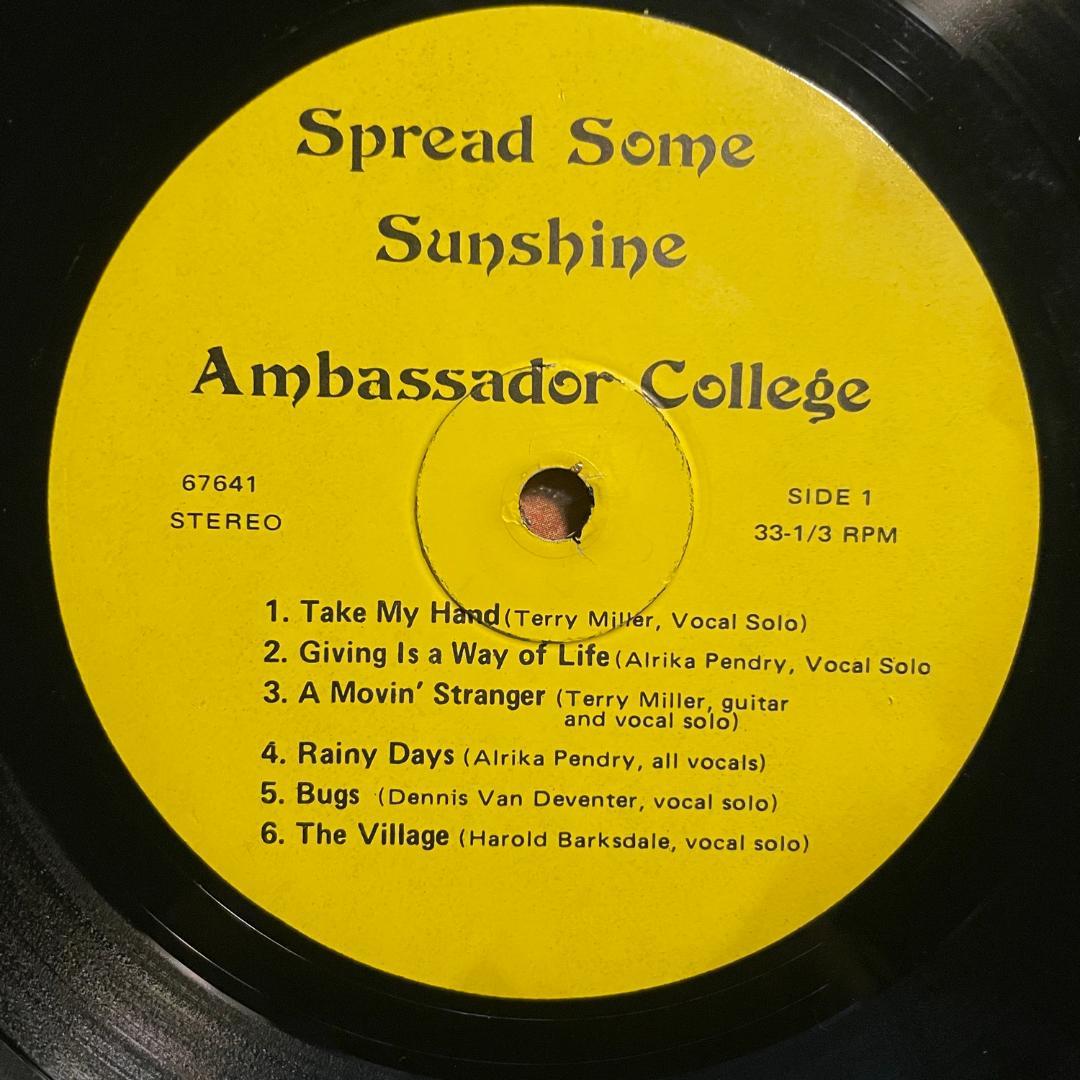 Spread Some
Sunshine
Ambassador College
67641
STEREO
SIDE 1
33-1/3 RPM
1. Take My Hand (Terry Miller, Vocal Solo)
2. Giving Is a Way of Life (Alrika Pendry, Vocal Solo
3. A Movin' Stranger (Terry Miller, guitar
and vocal solo)
4. Rainy Days (Alrika Pendry, all vocals)
5. Bugs (Dennis Van Deventer, vocal solo)
6. The Village (Harold Barksdale, vocal solo)